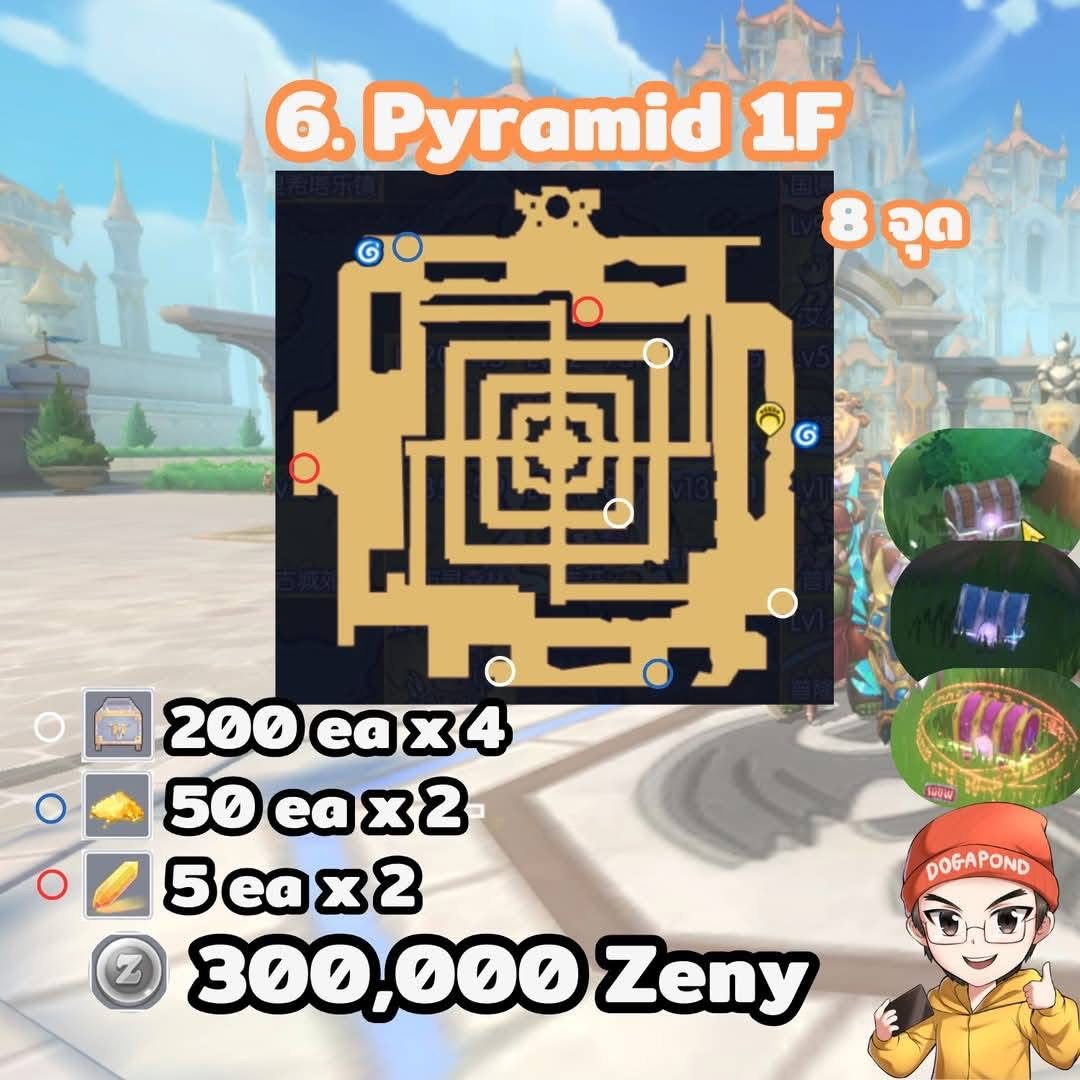 6. Pyramid 1F
8 จุด
200 ea x 4
50 ea x 2
5 ea x 2
Z
300,000 Zeny
DOGAPOND